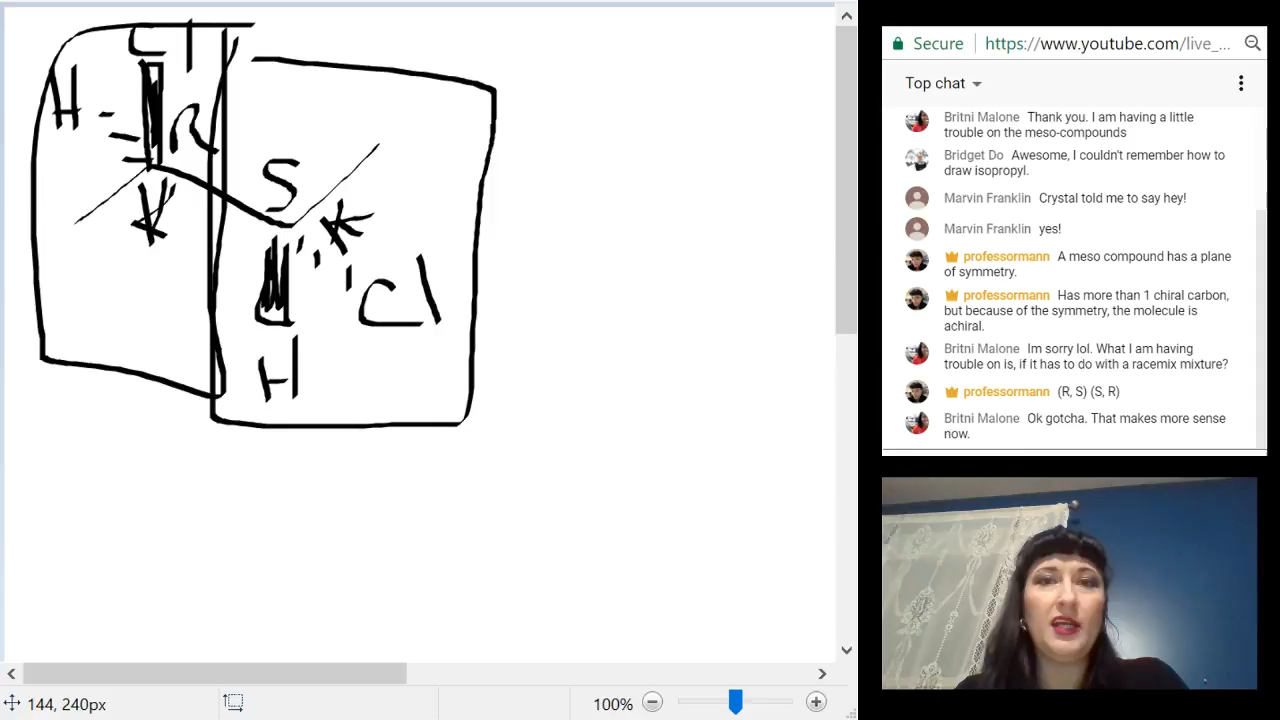 Cl
H
R
S
Cl
H
144, 240px
100%
Secure https://www.youtube.com/live_...
Top chat
Britni Malone Thank you. I am having a little
trouble on the meso-compounds
Bridget Do Awesome, I couldn't remember how to
draw isopropyl.
Marvin Franklin Crystal told me to say hey!
Marvin Franklin yes!
professormann A meso compound has a plane
of symmetry.
professormann Has more than 1 chiral carbon,
but because of the symmetry, the molecule is
achiral.
Britni Malone Im sorry lol. What I am having
trouble on is, if it has to do with a racemix mixture?
professormann (R, S) (S, R)
Britni Malone Ok gotcha. That makes more sense
now.